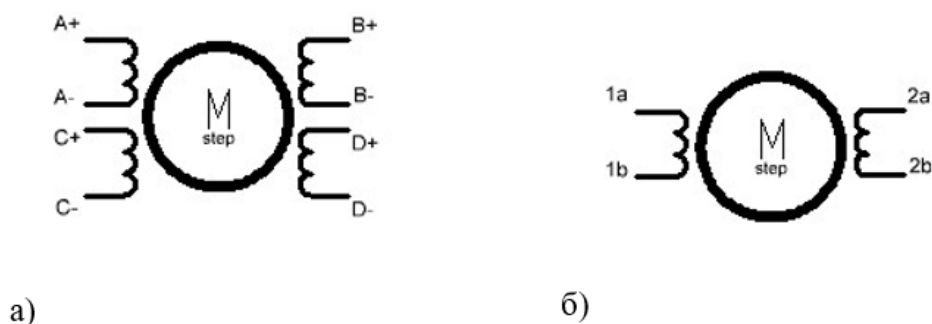 A+
B+
A-
B-
M
step
C+
D+
C-
D-
а)
1a
2a
M
step
1b
2b
б)